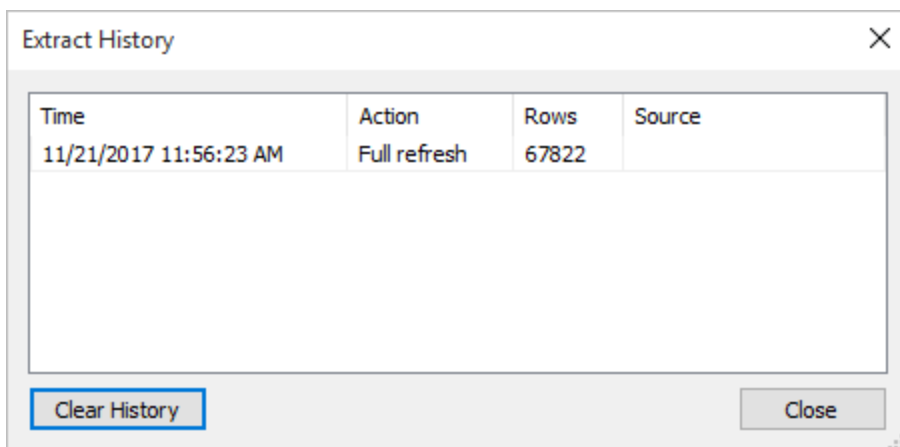 Extract History
Time Action Rows Source
11/21/2017 11:56:23 AM Full refresh 67822
Clear History Close